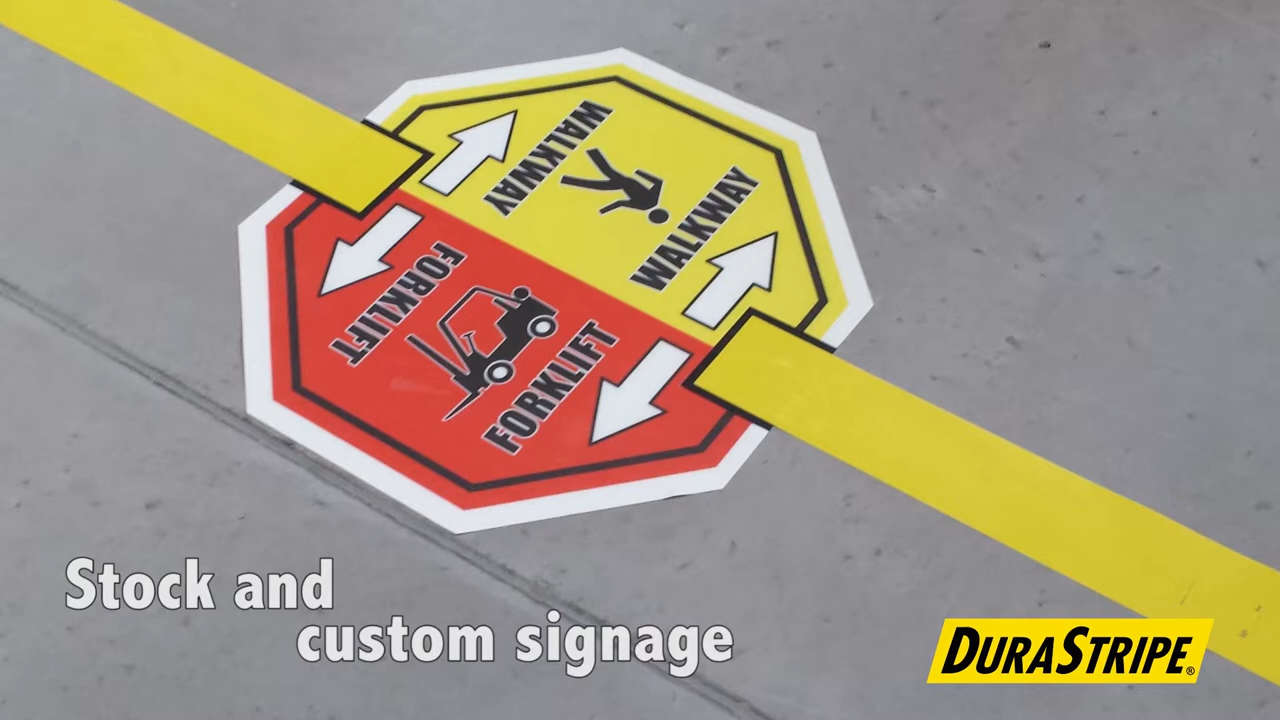 WALKWAY
WALKWAY
FORKLIFT
FORKLIFT
Stock and
custom signage
DURASTRIPE®